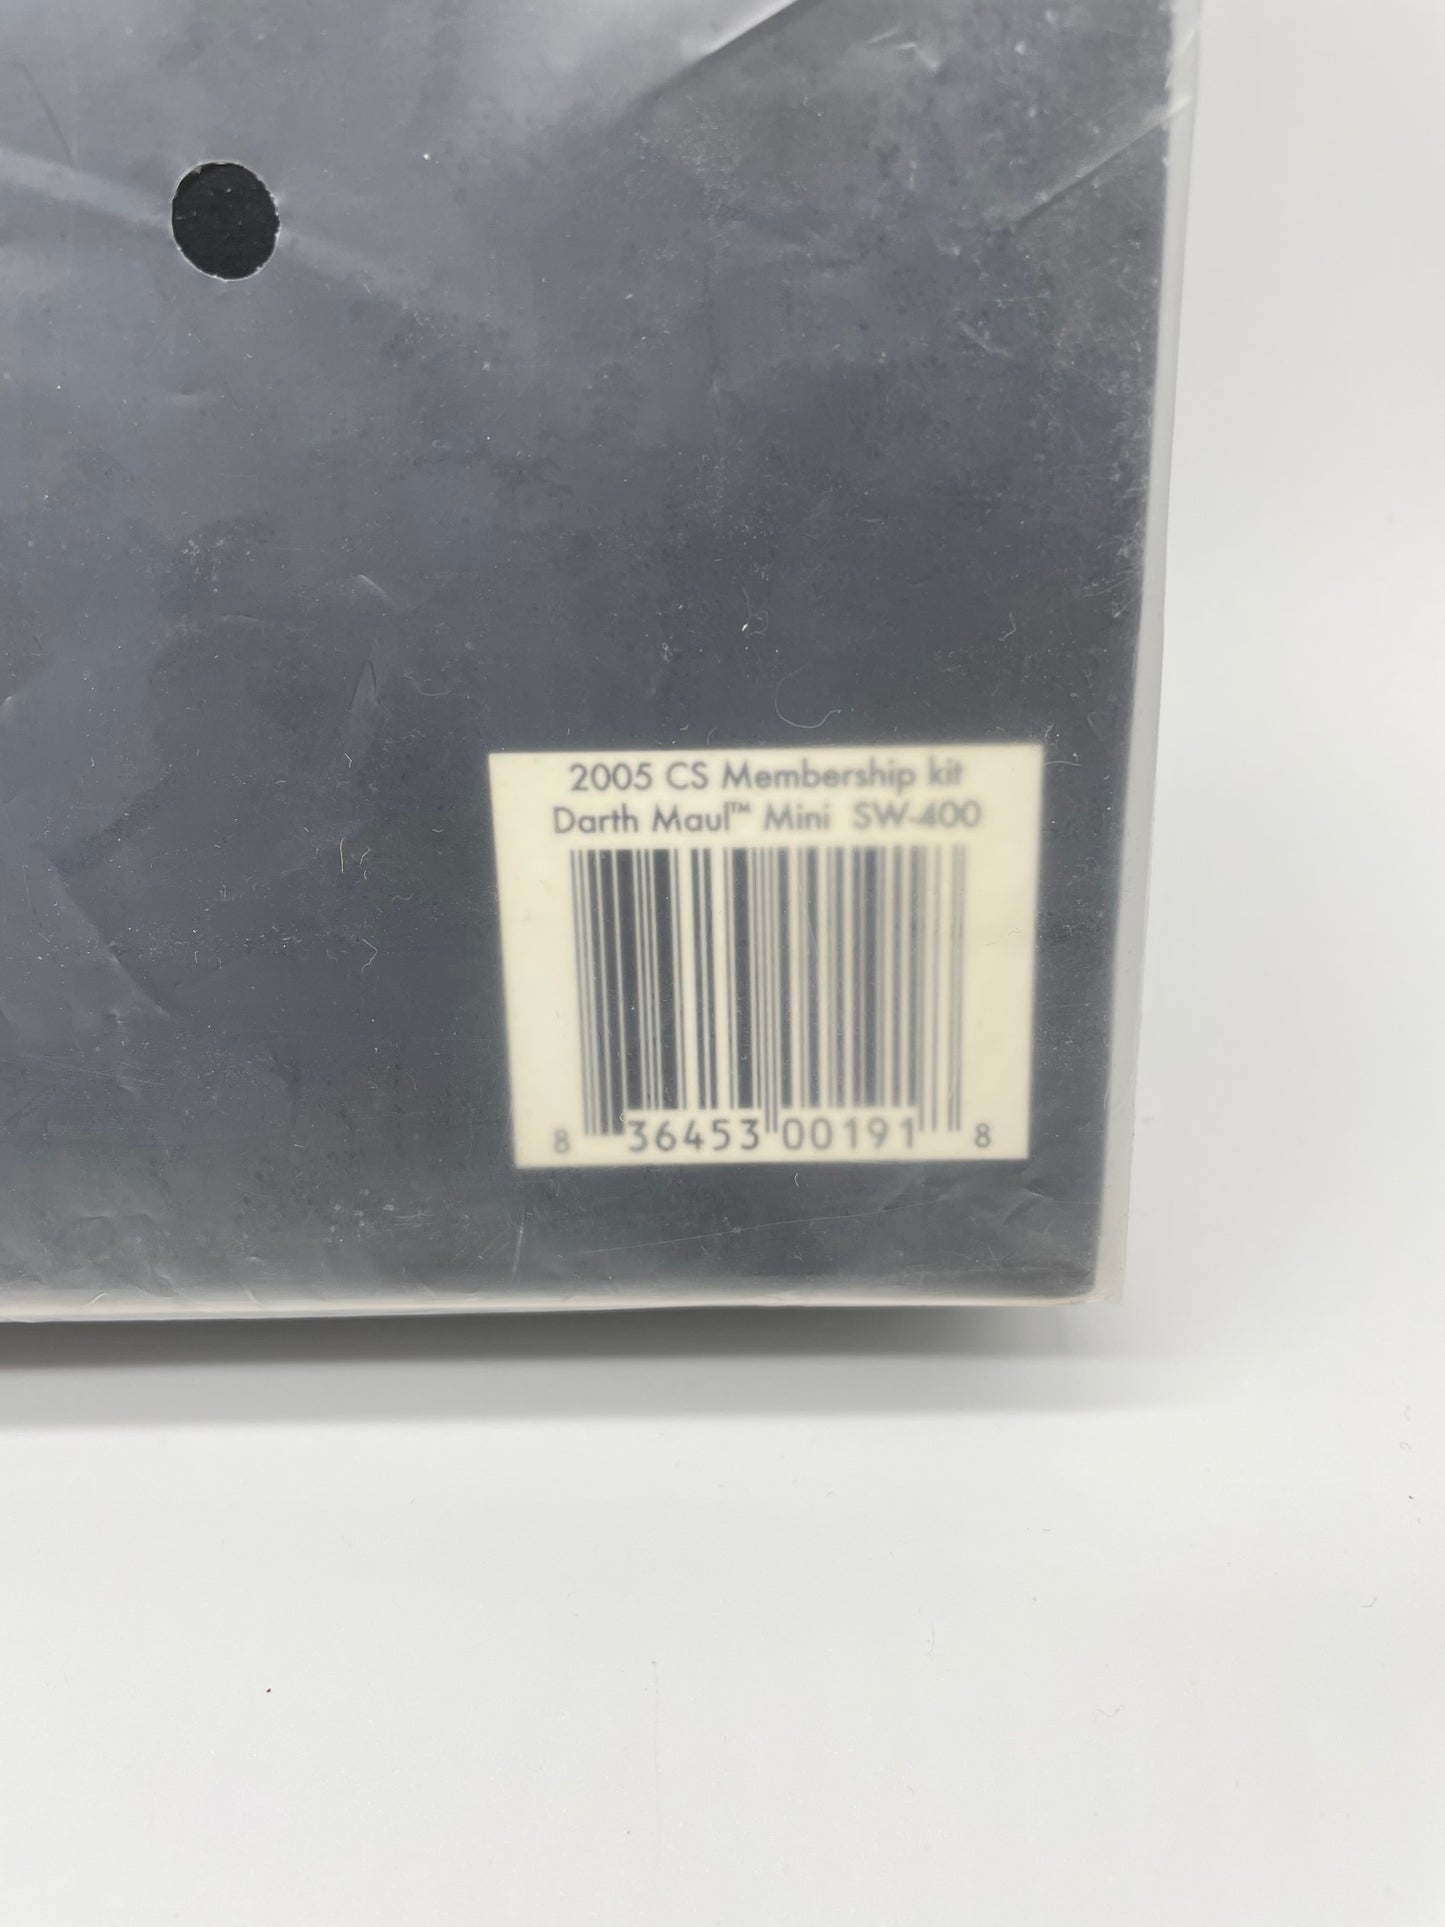 2005 CS Membership kit
Darth Maul™ Mini SW-400
8 36453 00191 8